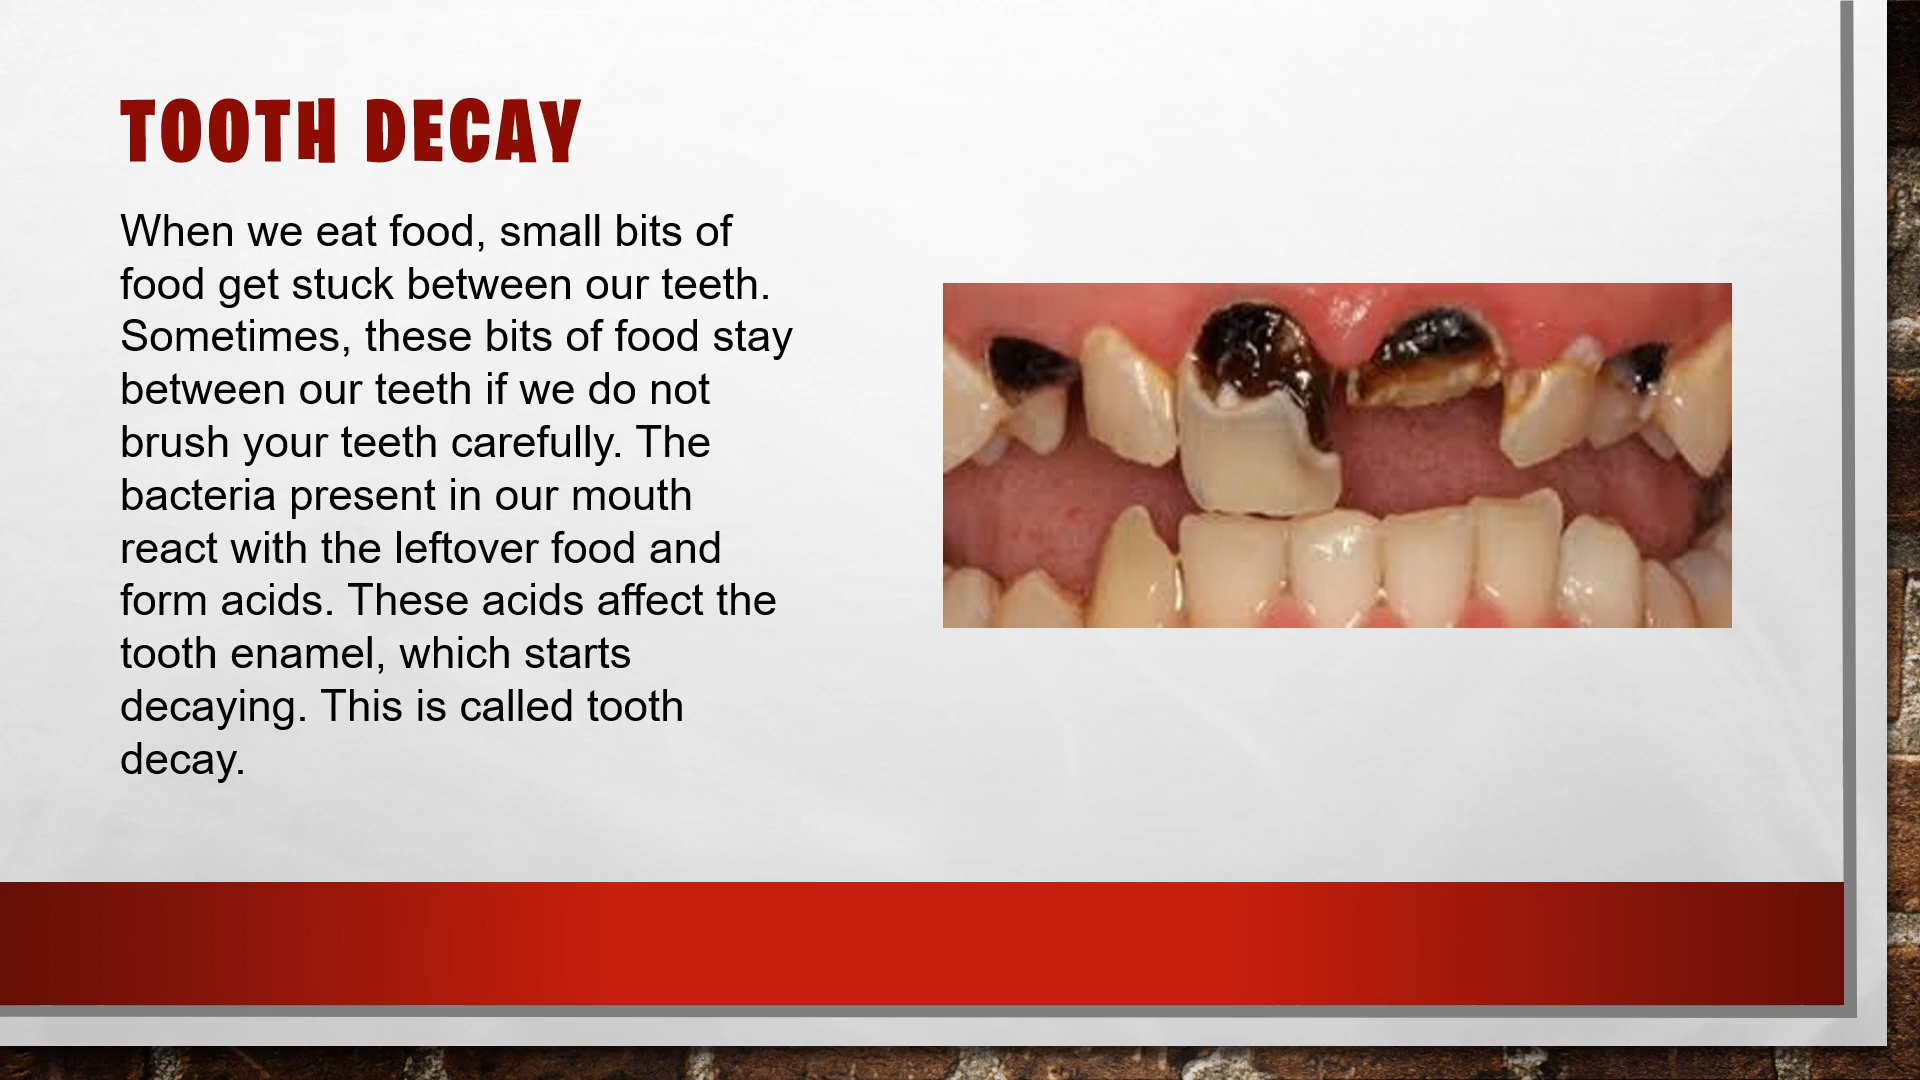 TOOTH DECAY
When we eat food, small bits of
food get stuck between our teeth.
Sometimes, these bits of food stay
between our teeth if we do not
brush your teeth carefully. The
bacteria present in our mouth
react with the leftover food and
form acids. These acids affect the
tooth enamel, which starts
decaying. This is called tooth
decay.